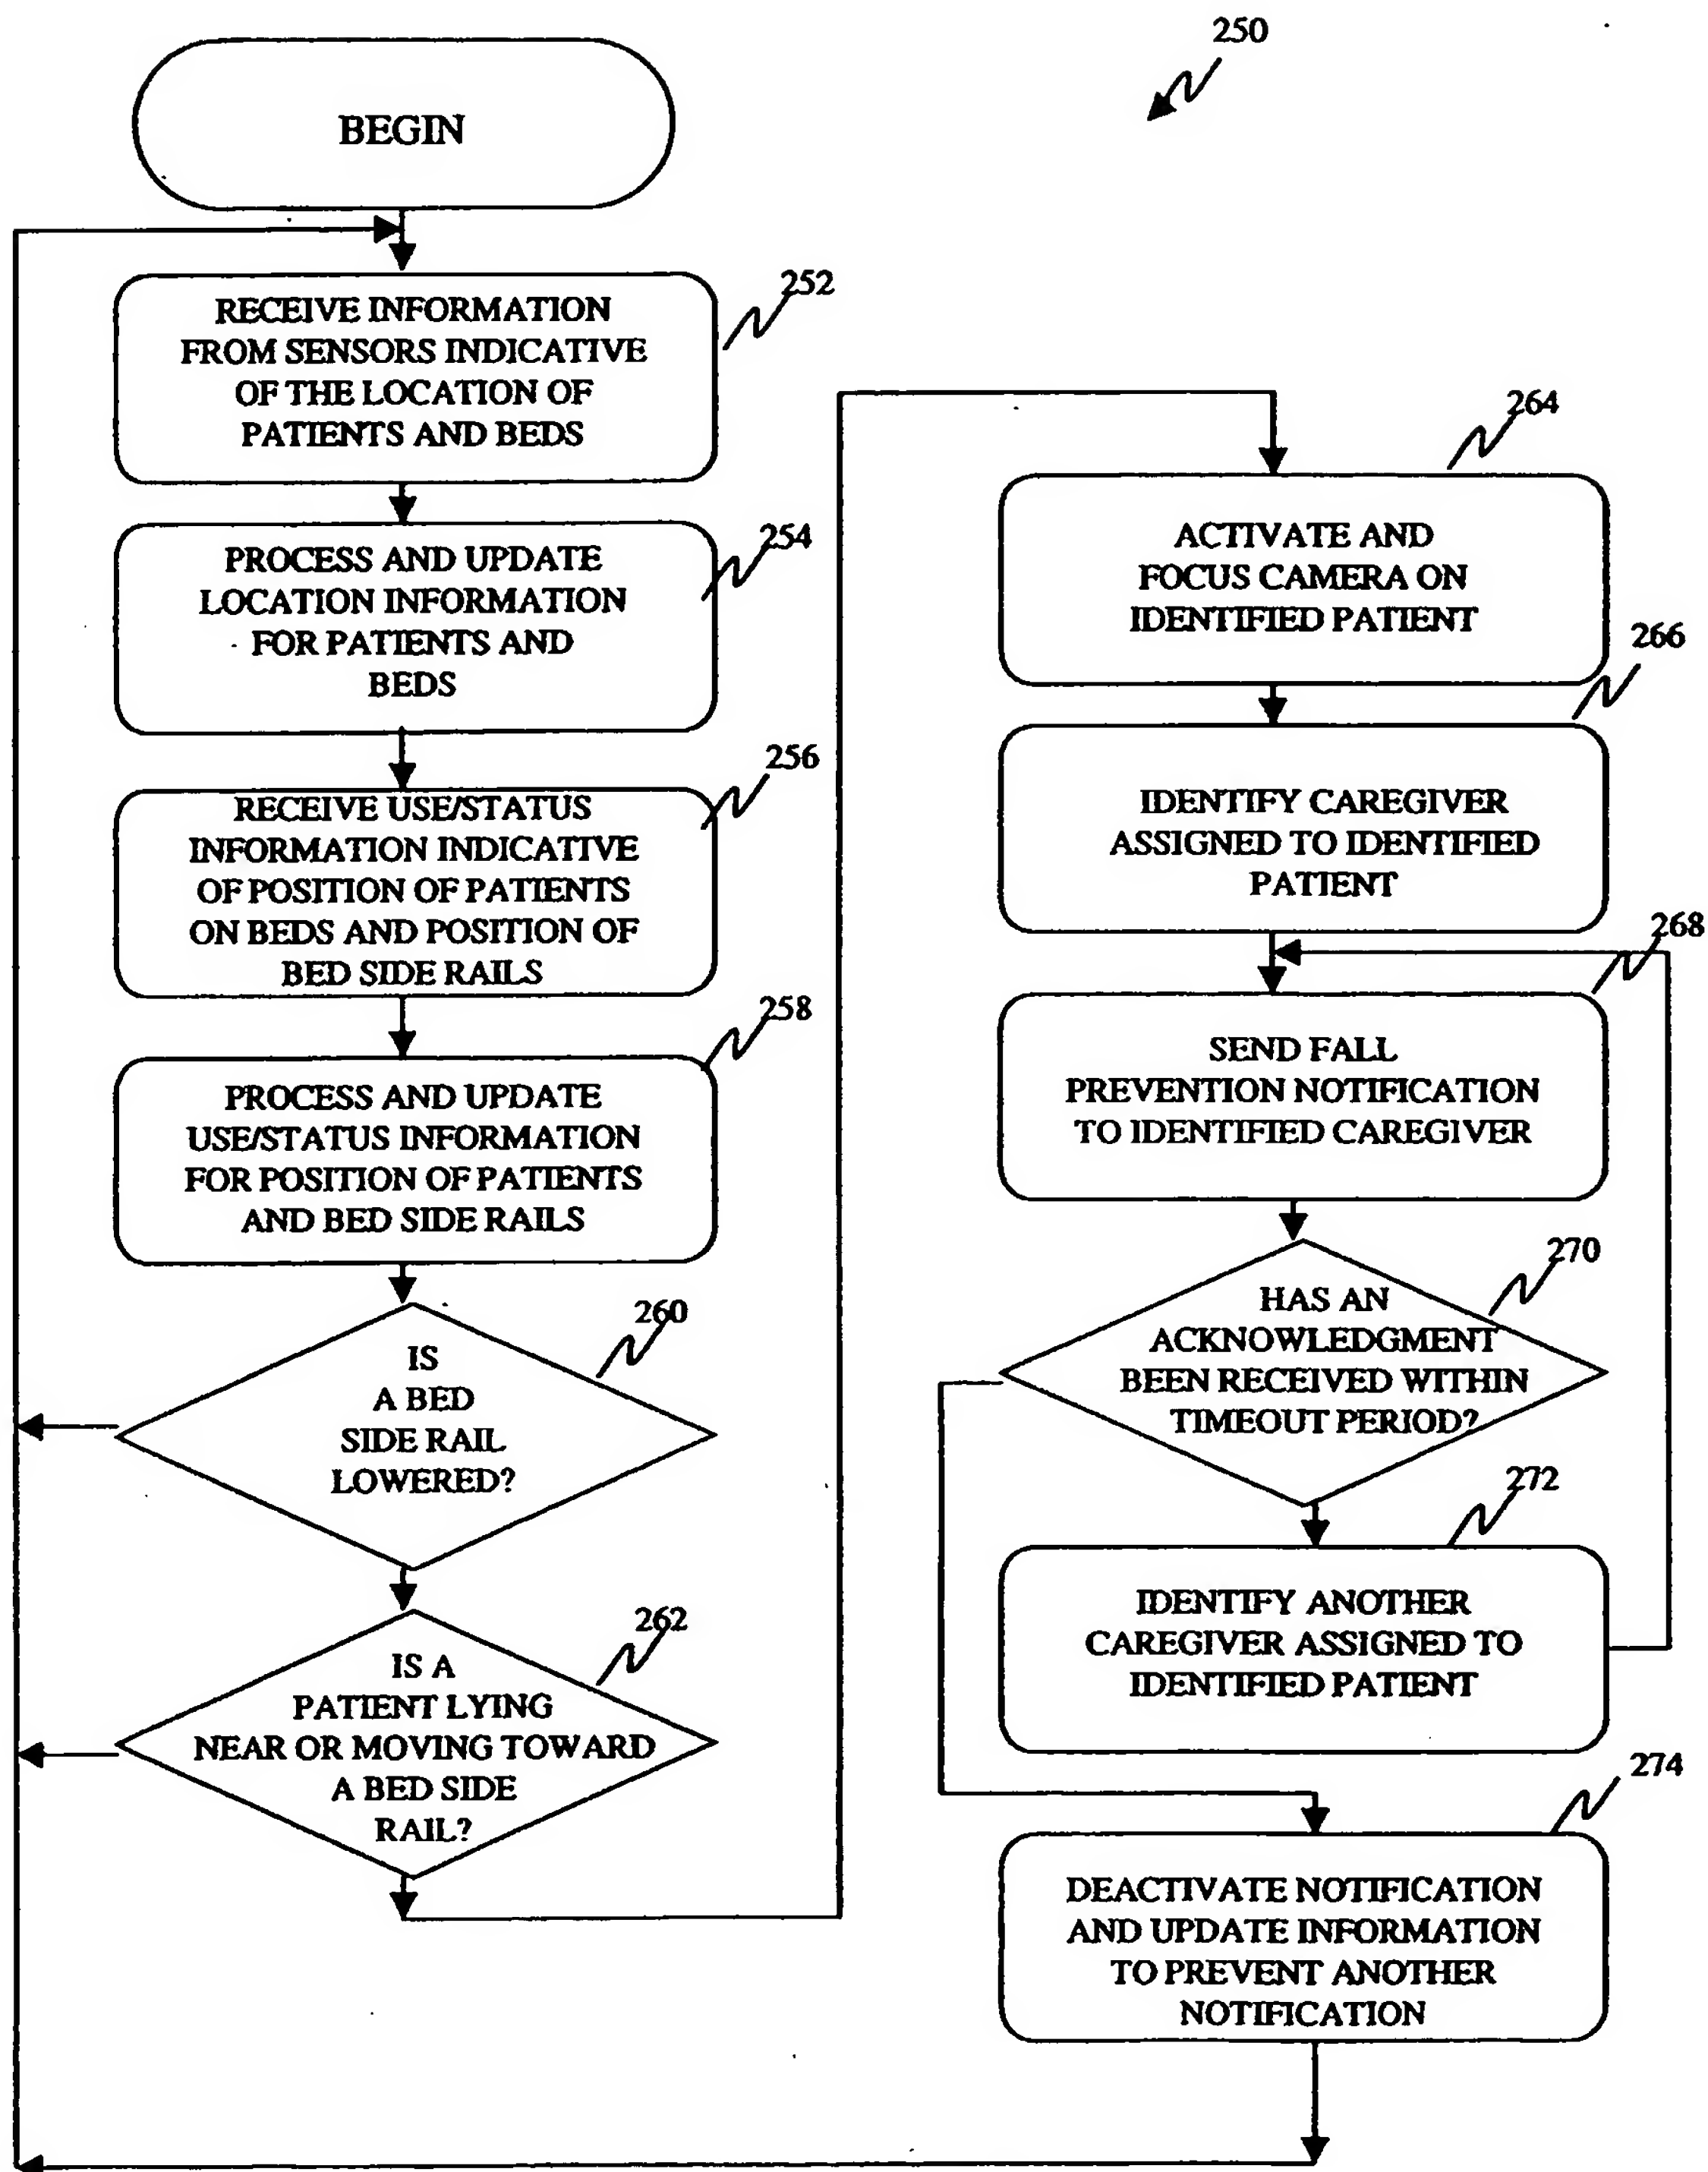 250
BEGIN
252
RECEIVE INFORMATION
FROM SENSORS INDICATIVE
OF THE LOCATION OF
PATIENTS AND BEDS
254
PROCESS AND UPDATE
LOCATION INFORMATION
FOR PATIENTS AND
BEDS
256
RECEIVE USE/STATUS
INFORMATION INDICATIVE
OF POSITION OF PATIENTS
ON BEDS AND POSITION OF
BED SIDE RAILS
258
PROCESS AND UPDATE
USE/STATUS INFORMATION
FOR POSITION OF PATIENTS
AND BED SIDE RAILS
260
IS
A BED
SIDE RAIL
LOWERED?
262
IS A
PATIENT LYING
NEAR OR MOVING TOWARD
A BED SIDE
RAIL?
264
ACTIVATE AND
FOCUS CAMERA ON
IDENTIFIED PATIENT
266
IDENTIFY CAREGIVER
ASSIGNED TO IDENTIFIED
PATIENT
268
SEND FALL
PREVENTION NOTIFICATION
TO IDENTIFIED CAREGIVER
270
HAS AN
ACKNOWLEDGMENT
BEEN RECEIVED WITHIN
TIMEOUT PERIOD?
272
IDENTIFY ANOTHER
CAREGIVER ASSIGNED TO
IDENTIFIED PATIENT
274
DEACTIVATE NOTIFICATION
AND UPDATE INFORMATION
TO PREVENT ANOTHER
NOTIFICATION